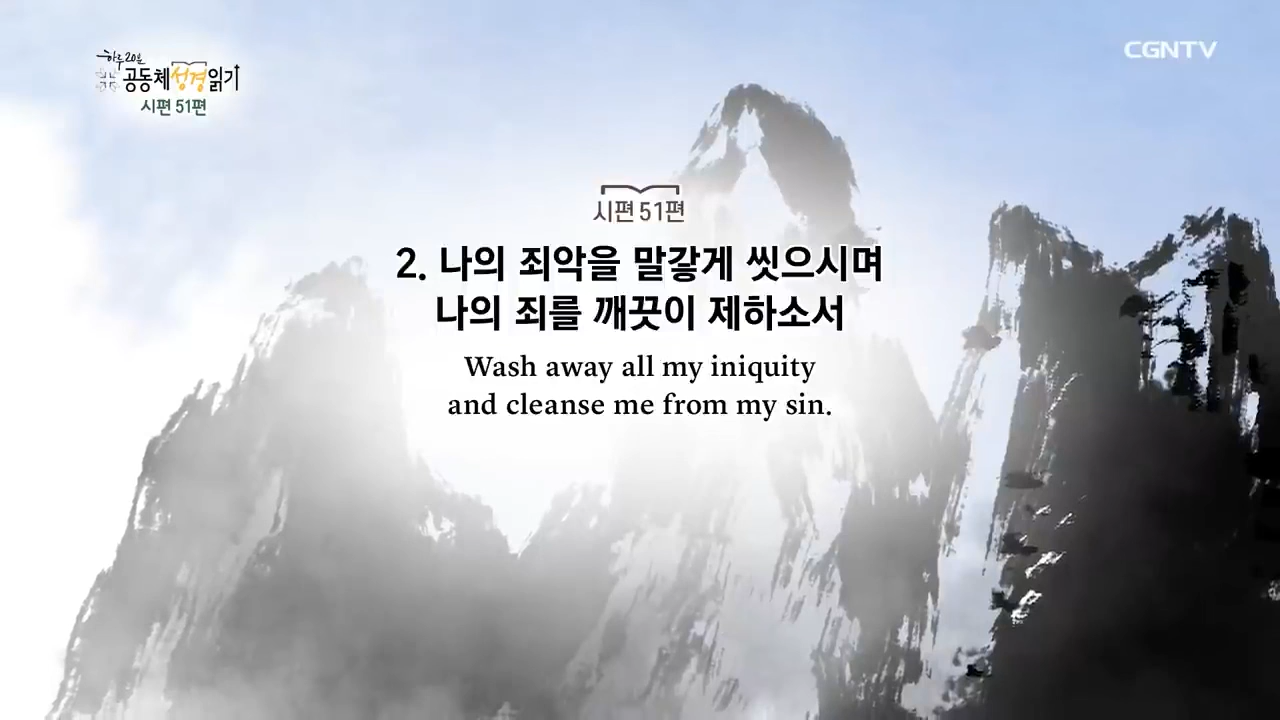 하루 20분
공동체성경읽기
시편 51편
CGNTV
시편 51편
2. 나의 죄악을 말갛게 씻으시며
나의 죄를 깨끗이 제하소서
Wash away all my iniquity
and cleanse me from my sin.